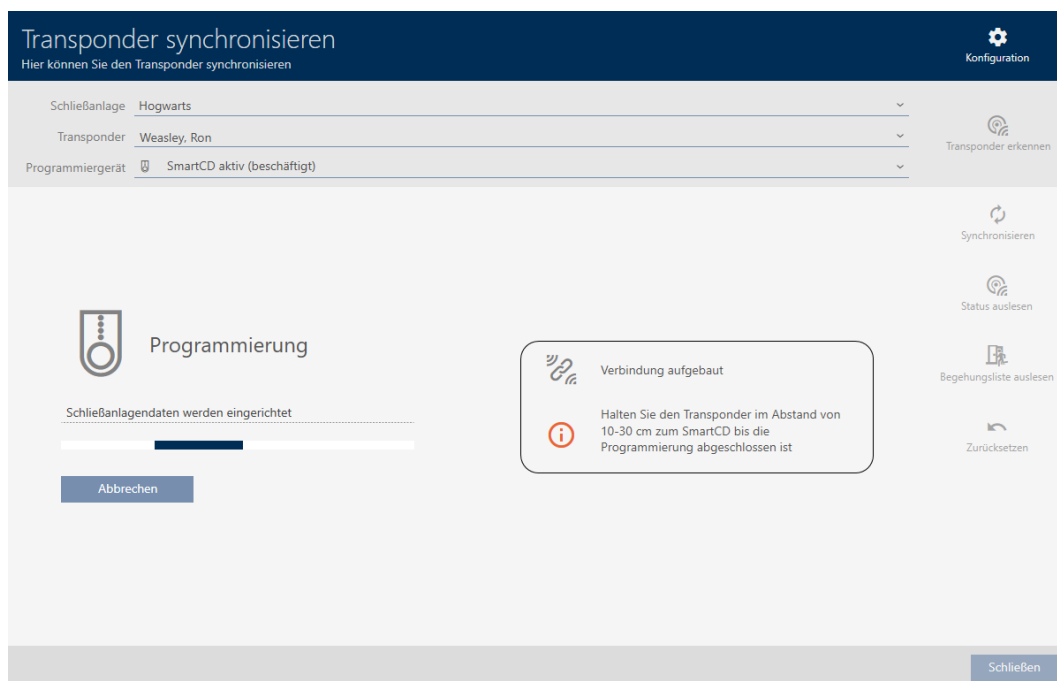 Transponder synchronisieren
Hier können Sie den Transponder synchronisieren
Konfiguration
Schließanlage Hogwarts
Transponder Weasley, Ron
Programmiergerät SmartCD aktiv (beschäftigt)
Transponder erkennen
Synchronisieren
Status auslesen
Begehungsliste auslesen
Zurücksetzen
Programmierung
Schließanlagendaten werden eingerichtet
Abbrechen
Verbindung aufgebaut
Halten Sie den Transponder im Abstand von
10-30 cm zum SmartCD bis die
Programmierung abgeschlossen ist
Schließen